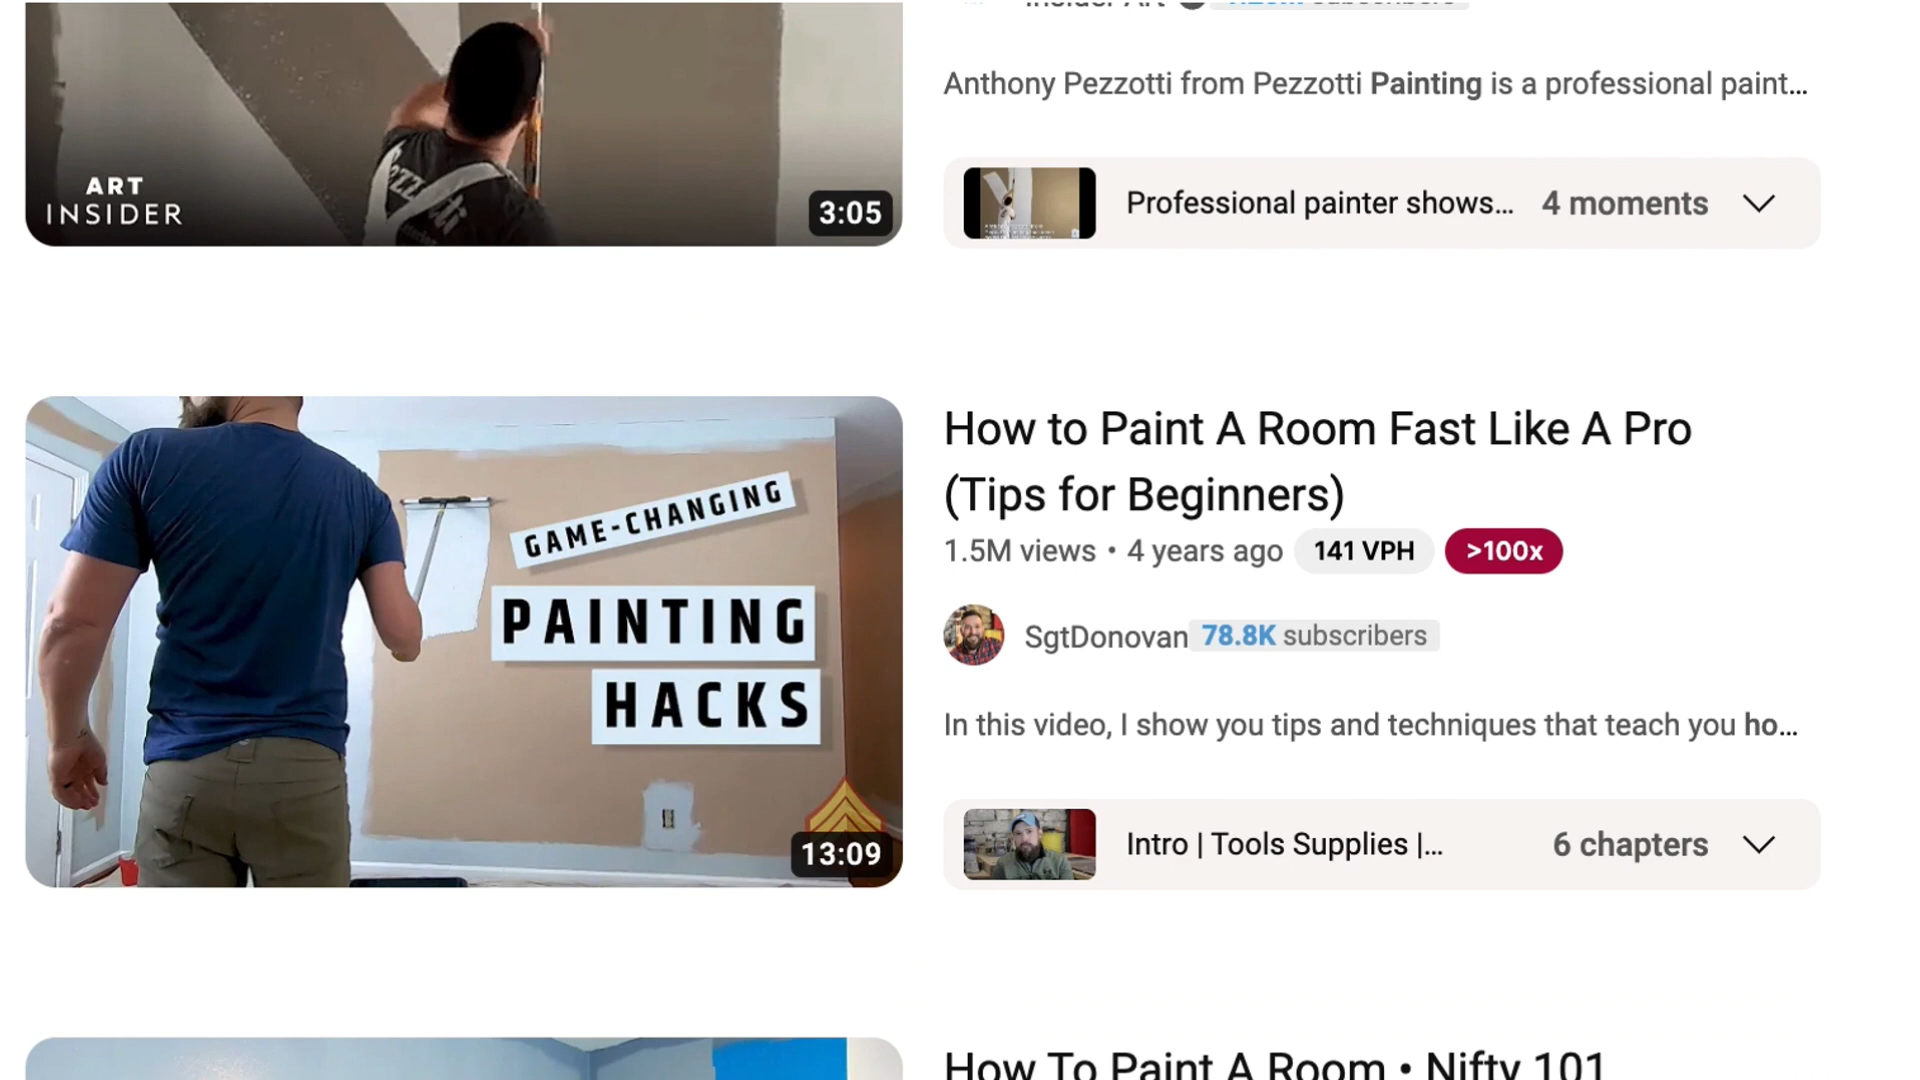 Anthony Pezzotti from Pezzotti Painting is a professional paint...
ART
INSIDER
3:05
Professional painter shows...
4 moments
GAME-CHANGING
PAINTING
HACKS
13:09
How to Paint A Room Fast Like A Pro
(Tips for Beginners)
1.5M views • 4 years ago
141 VPH
>100x
SgtDonovan
78.8K subscribers
In this video, I show you tips and techniques that teach you ho...
Intro | Tools Supplies |...
6 chapters
How To Paint A Room • Nifty 101